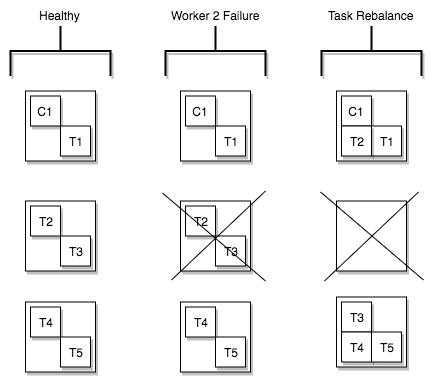 Healthy Worker 2 Failure Task Rebalance
C1 C1 C1
T1 T1 T2 T1
T2 T2
T3 T3 T3
T4 T4 T4 T5
T5 T5